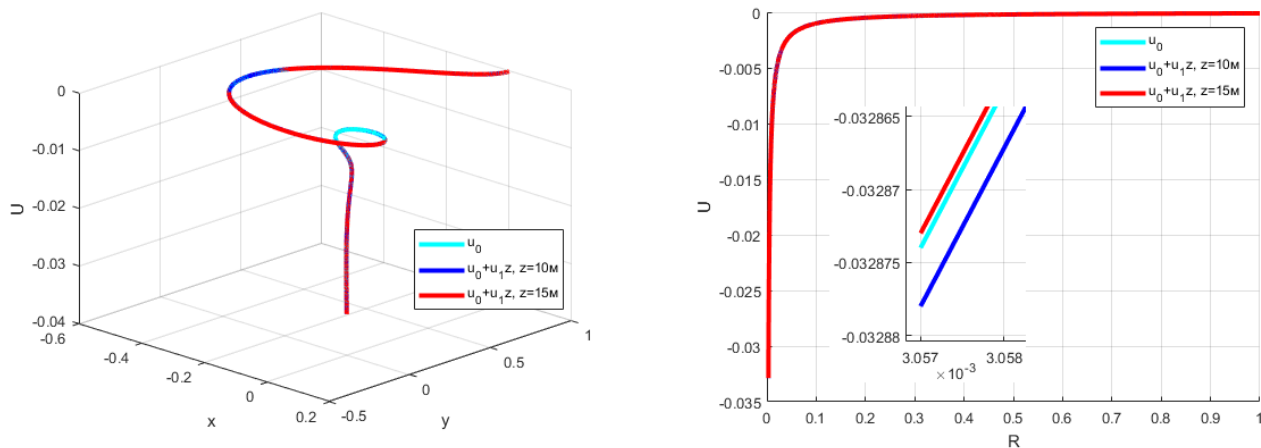 0
-0.01
-0.02
-0.03
-0.04
U
-0.6
-0.4
-0.2
0
0.2
x
-0.5
0
0.5
1
y
u0
u0+u1z, z=10м
u0+u1z, z=15м
0
-0.005
-0.01
-0.015
-0.02
-0.025
-0.03
-0.035
U
0 0.1 0.2 0.3 0.4 0.5 0.6 0.7 0.8 0.9 1
R
u0
u0+u1z, z=10м
u0+u1z, z=15м
-0.032865
-0.03287
-0.032875
-0.03288
3.057 3.058
× 10-3